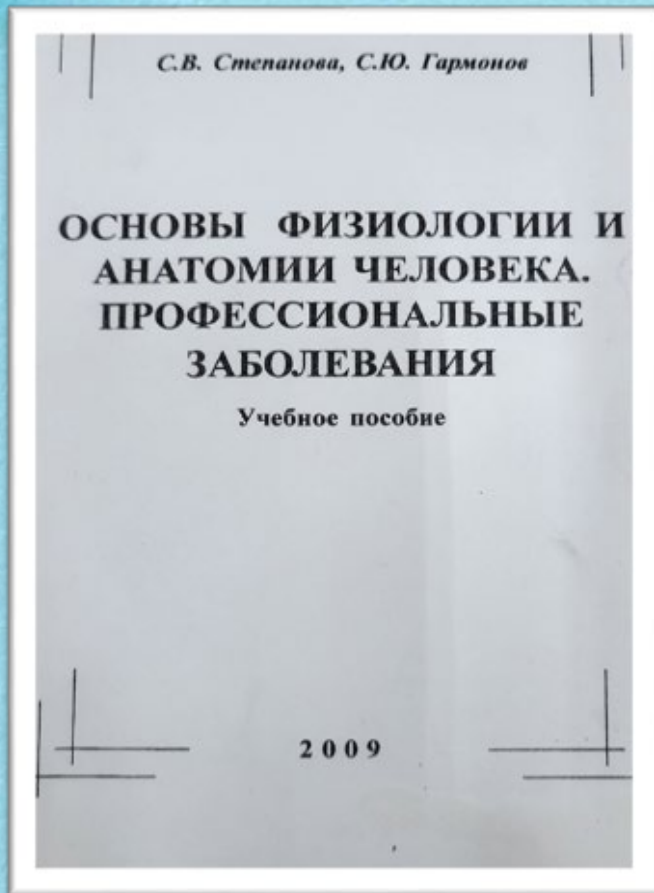 С.В. Степанова, С.Ю. Гармонов
ОСНОВЫ ФИЗИОЛОГИИ И
АНАТОМИИ ЧЕЛОВЕКА.
ПРОФЕССИОНАЛЬНЫЕ
ЗАБОЛЕВАНИЯ
Учебное пособие
2009